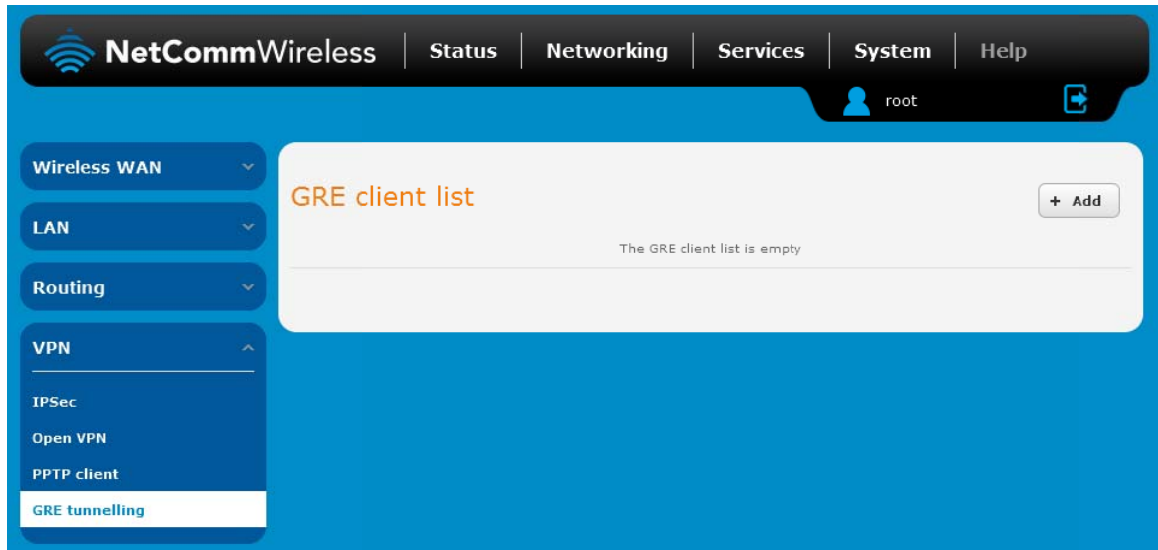 NetCommWireless Status Networking Services System Help
root
Wireless WAN
LAN
Routing
VPN
IPSec
Open VPN
PPTP client
GRE tunnelling
GRE client list
+ Add
The GRE client list is empty